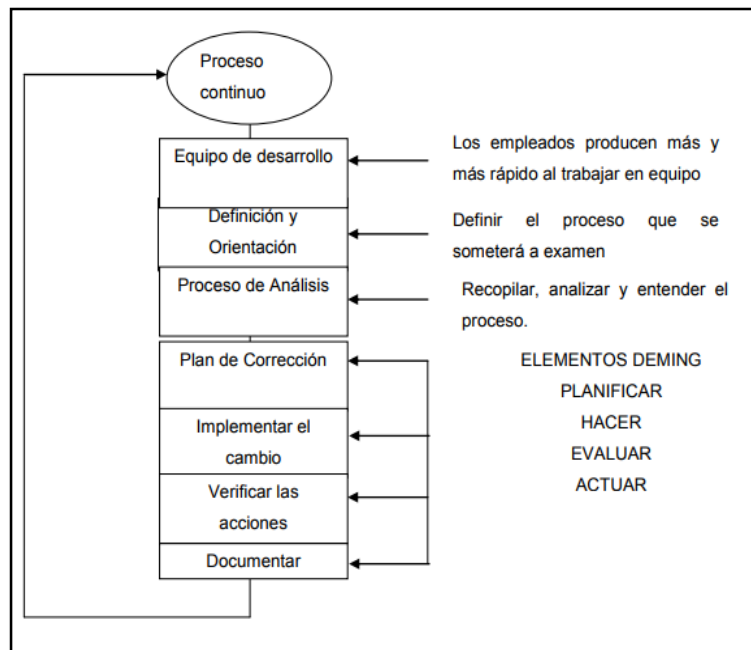 Proceso
continuo
Equipo de desarrollo
Los empleados producen más y
más rápido al trabajar en equipo
Definición y
Orientación
Definir el proceso que se
someterá a examen
Proceso de Análisis
Recopilar, analizar y entender el
proceso.
Plan de Corrección
Implementar el
cambio
Verificar las
acciones
Documentar
ELEMENTOS DEMING
PLANIFICAR
HACER
EVALUAR
ACTUAR